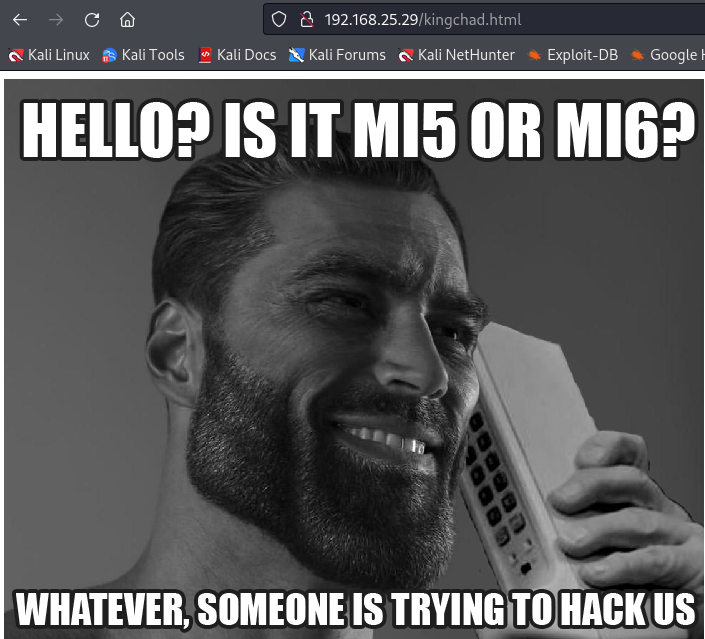 192.168.25.29/kingchad.html
Kali Linux Kali Tools Kali Docs Kali Forums Kali NetHunter Exploit-DB Google
HELLO? IS IT MI5 OR MI6?
WHATEVER, SOMEONE IS TRYING TO HACK US